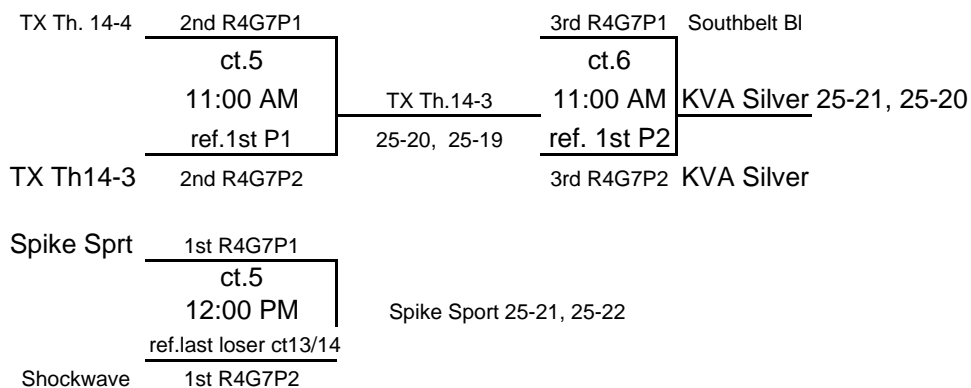 TX Th. 14-4 2nd R4G7P1 3rd R4G7P1 Southbelt Bl
ct.5 ct.6
11:00 AM TX Th.14-3 11:00 AM KVA Silver 25-21, 25-20
ref.1st P1 25-20, 25-19 ref. 1st P2
TX Th14-3 2nd R4G7P2 3rd R4G7P2 KVA Silver
Spike Sprt 1st R4G7P1
ct.5
12:00 PM Spike Sport 25-21, 25-22
ref.last loser ct13/14
Shockwave 1st R4G7P2